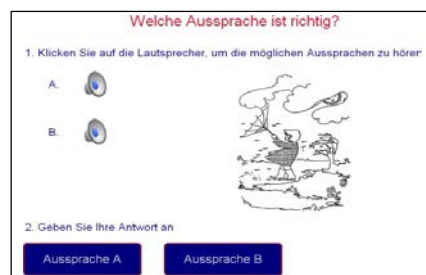 Welche Aussprache ist richtig?
1. Klicken Sie auf die Lautsprecher, um die möglichen Aussprachen zu hören
A.
B.
2. Geben Sie Ihre Antwort an
Aussprache A Aussprache B